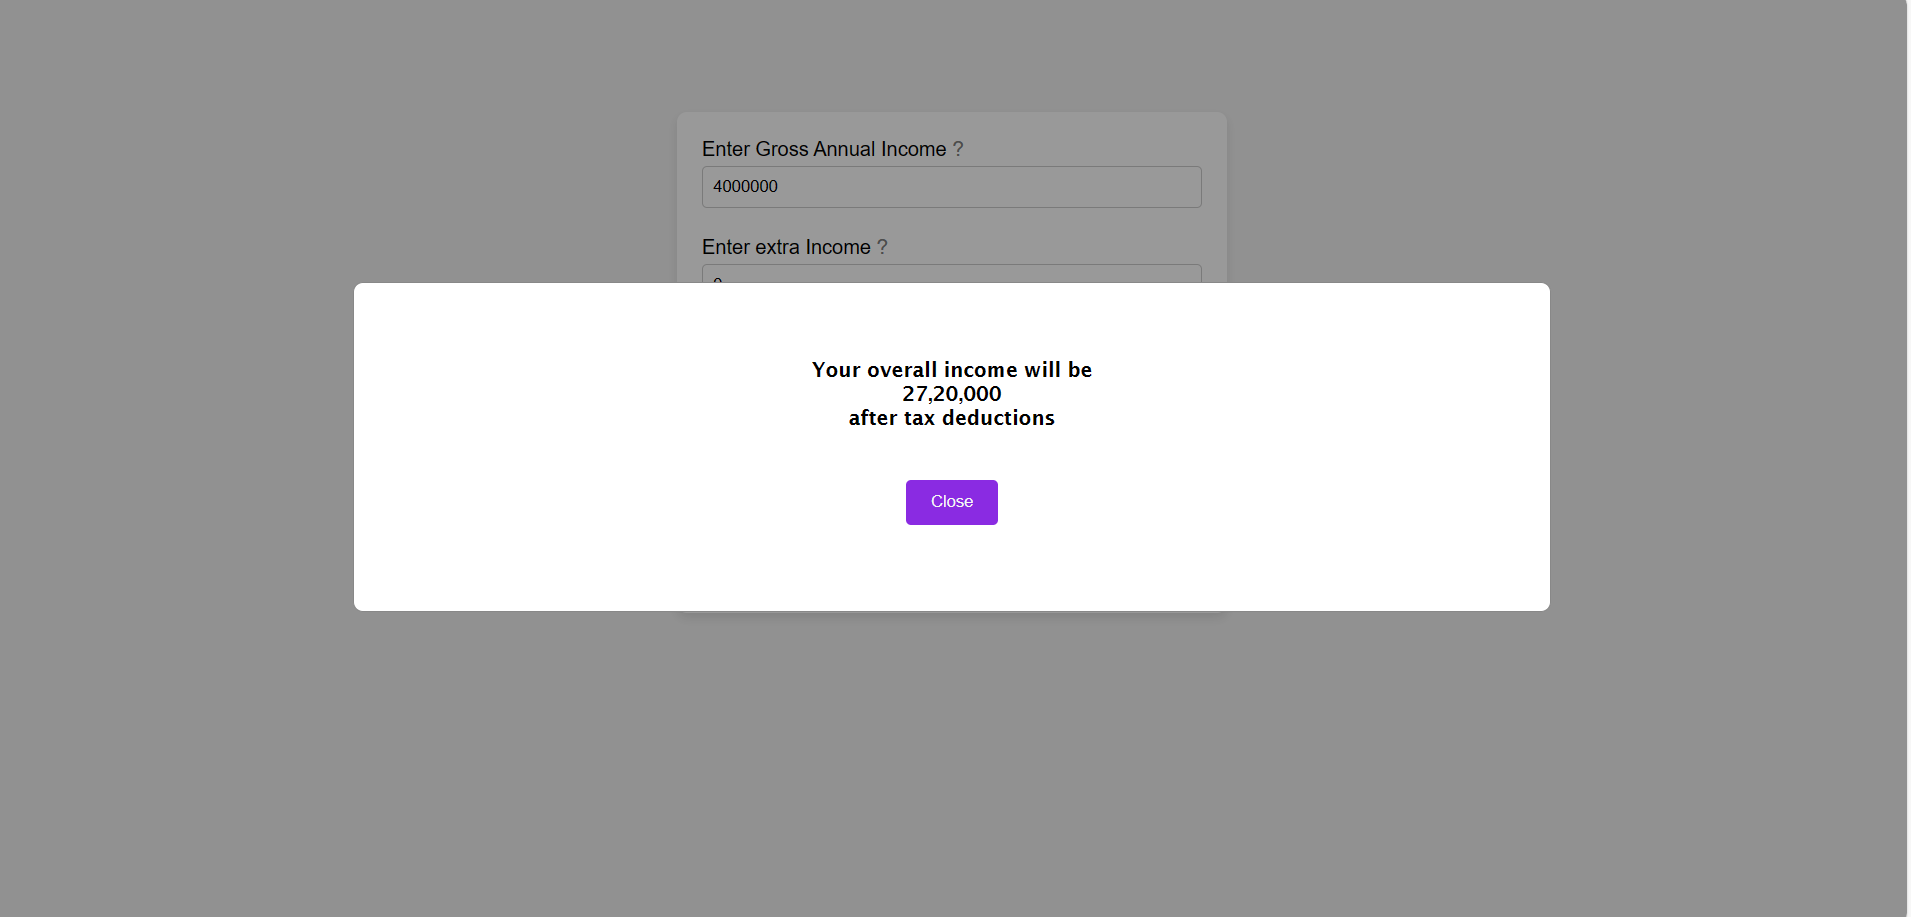 Enter Gross Annual Income ?
4000000
Enter extra Income ?
Your overall income will be
27,20,000
after tax deductions
Close